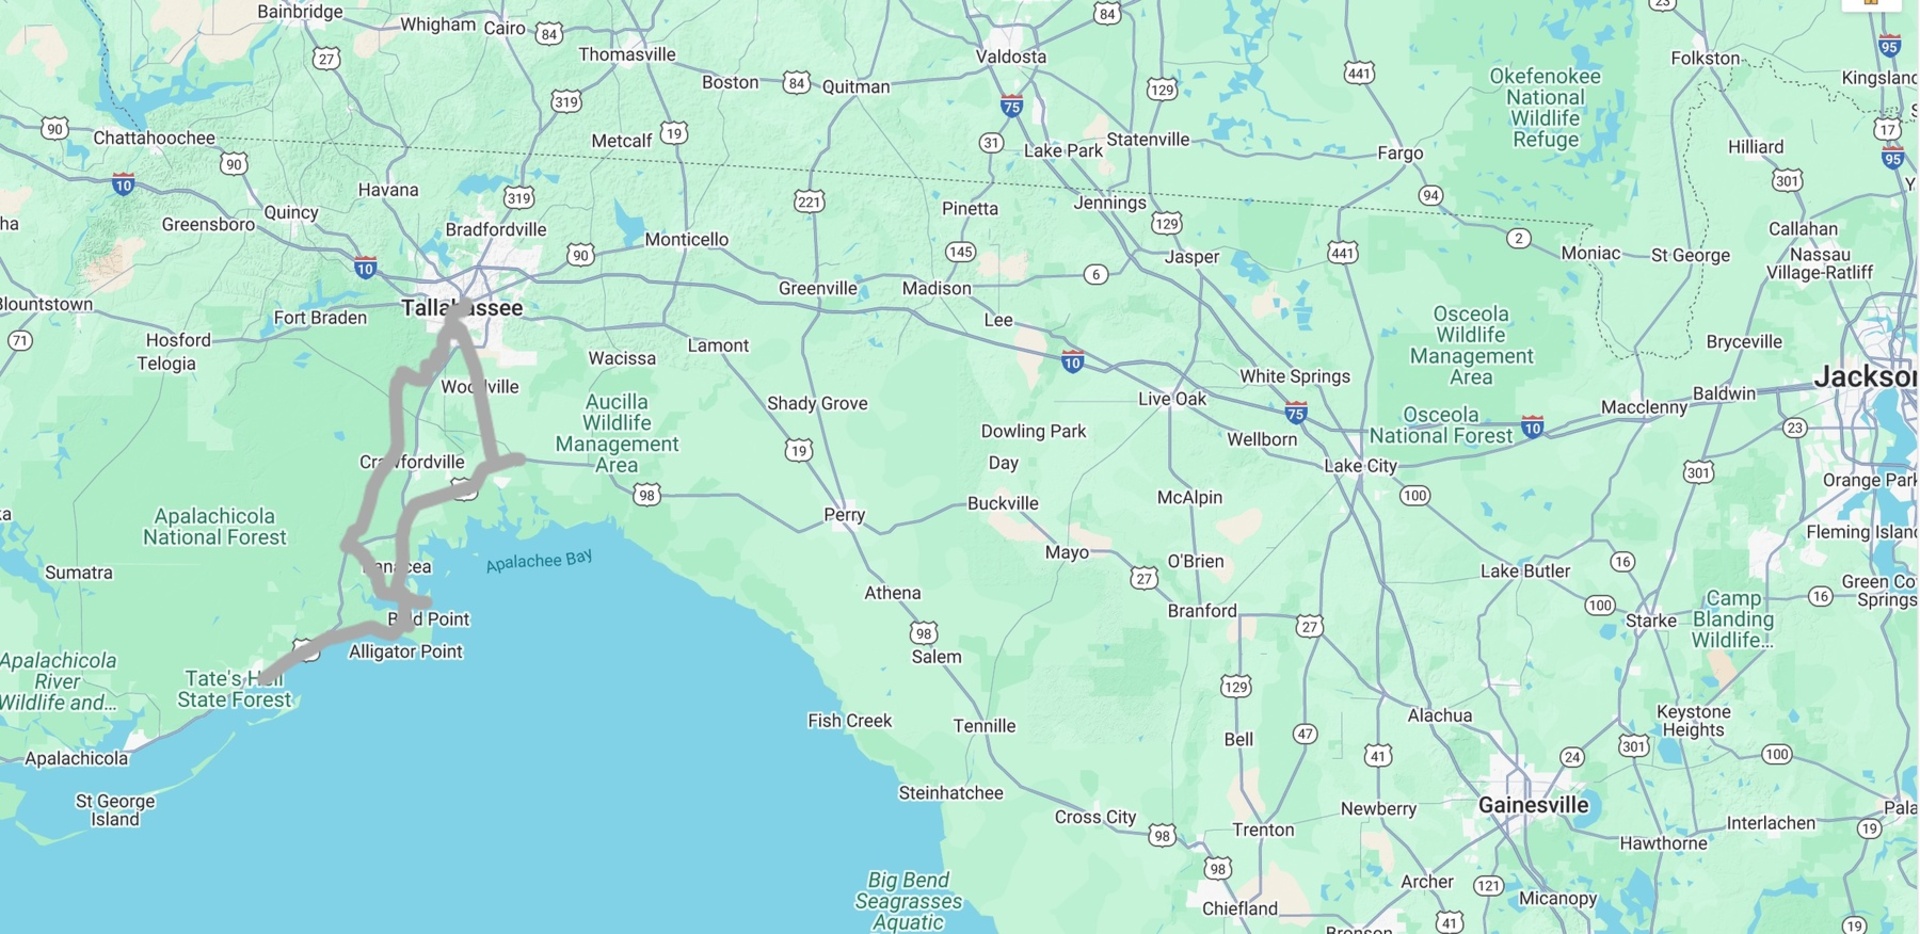 Bainbridge
Whigham
Cairo
84
84
23
27
Thomasville
Valdosta
441
95
Folkston
Boston
84
Quitman
129
Okefenokee
National
Wildlife
Refuge
319
75
90
Chattahoochee
Metcalf
19
31
Lake Park
Statenville
Fargo
17
Hilliard
90
95
10
Havana
319
221
Jennings
94
301
Greensboro
Quincy
Pinetta
Bradfordville
129
Callahan
10
90
Monticello
145
Jasper
441
2
Moniac
St George
Nassau
Village-Ratliff
Greenville
Madison
6
Tallahassee
Fort Braden
Lee
Osceola
Wildlife
Management
Area
71
Hosford
Telogia
Wacissa
Lamont
10
Bryceville
White Springs
Woodville
Shady Grove
Live Oak
75
Baldwin
Macclenny
Aucilla
Wildlife
Management
Area
Osceola
National Forest
10
23
Dowling Park
Wellborn
Crawfordville
19
Day
Lake City
301
98
McAlpin
100
Orange Park
Apalachicola
National Forest
Perry
Buckville
Apalachee Bay
Mayo
O'Brien
16
Sumatra
Panacea
27
Lake Butler
Athena
Branford
100
16
Camp
Blanding
Wildlife...
Bald Point
98
27
Starke
Alligator Point
Salem
Apalachicola
River
Wildlife and...
Tate's Hell
State Forest
129
Fish Creek
Tennille
Alachua
Keystone
Heights
Bell
47
301
Apalachicola
41
24
100
St George
Island
Steinhatchee
Newberry
Gainesville
Cross City
98
Trenton
Interlachen
19
Hawthorne
98
Big Bend
Seagrasses
Aquatic
Archer
121
Chiefland
Micanopy
41
19